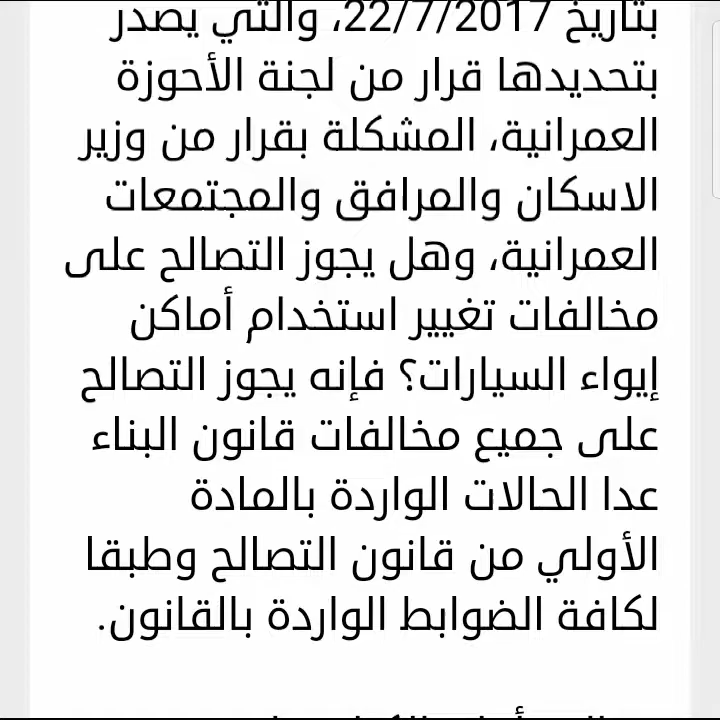 بتاريخ 22/7/2017، والتي يصدر
بتحديدها قرار من لجنة الأحوزة
العمرانية، المشكلة بقرار من وزير
الاسكان والمرافق والمجتمعات
العمرانية، وهل يجوز التصالح على
مخالفات تغيير استخدام أماكن
إيواء السيارات؟ فإنه يجوز التصالح
على جميع مخالفات قانون البناء
عدا الحالات الواردة بالمادة
الأولي من قانون التصالح وطبقا
لكافة الضوابط الواردة بالقانون.